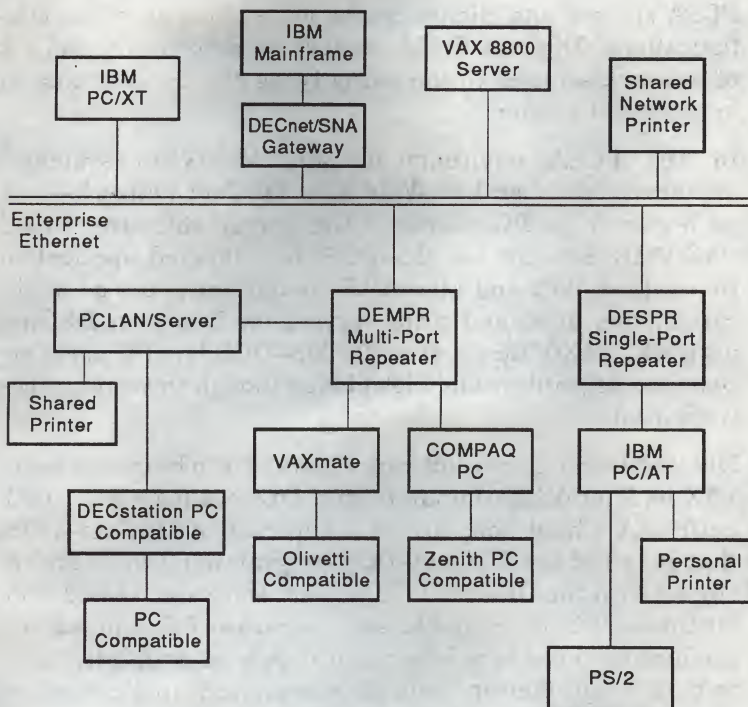 IBM
PC/XT
IBM
Mainframe
DECnet/SNA
Gateway
VAX 8800
Server
Shared
Network
Printer
Enterprise
Ethernet
PCLAN/Server
DEMPR
Multi-Port
Repeater
DESPR
Single-Port
Repeater
Shared
Printer
VAXmate
COMPAQ
PC
IBM
PC/AT
DECstation PC
Compatible
Olivetti
Compatible
Zenith PC
Compatible
Personal
Printer
PC
Compatible
PS/2